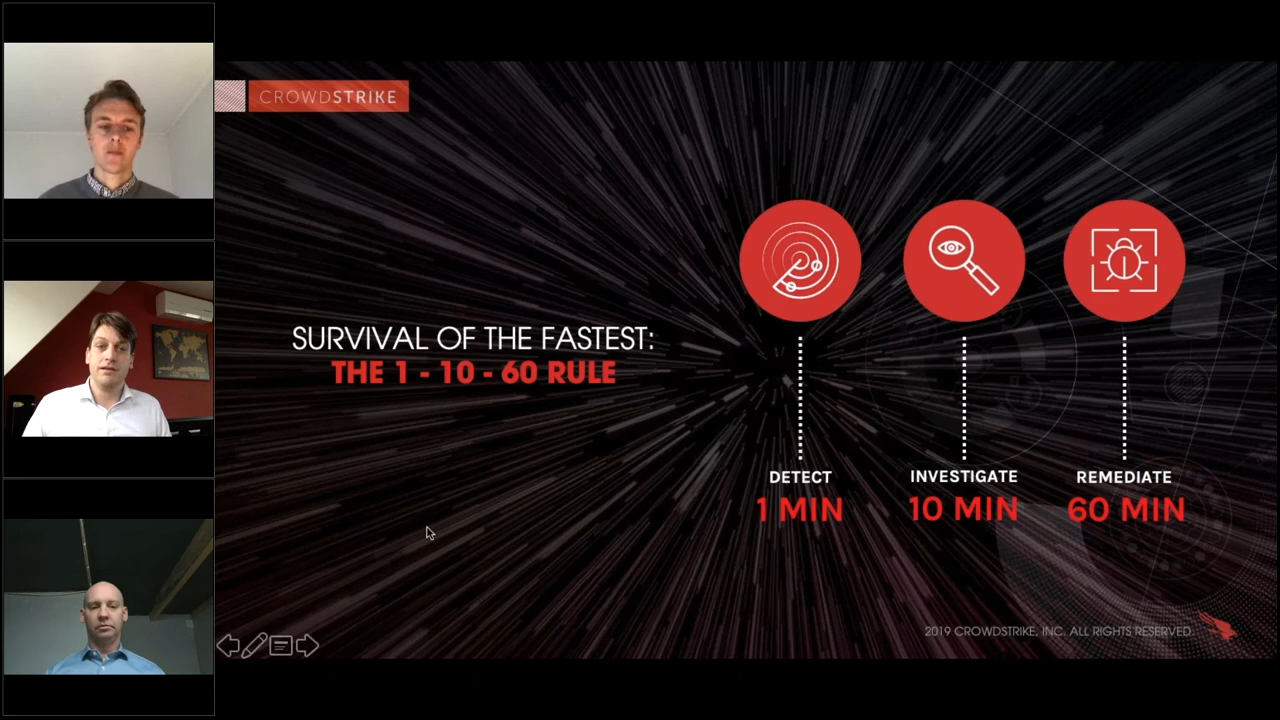 CROWDSTRIKE
SURVIVAL OF THE FASTEST:
THE 1 - 10 - 60 RULE
DETECT
1 MIN
INVESTIGATE
10 MIN
REMEDIATE
60 MIN
2019 CROWDSTRIKE, INC. ALL RIGHTS RESERVED.